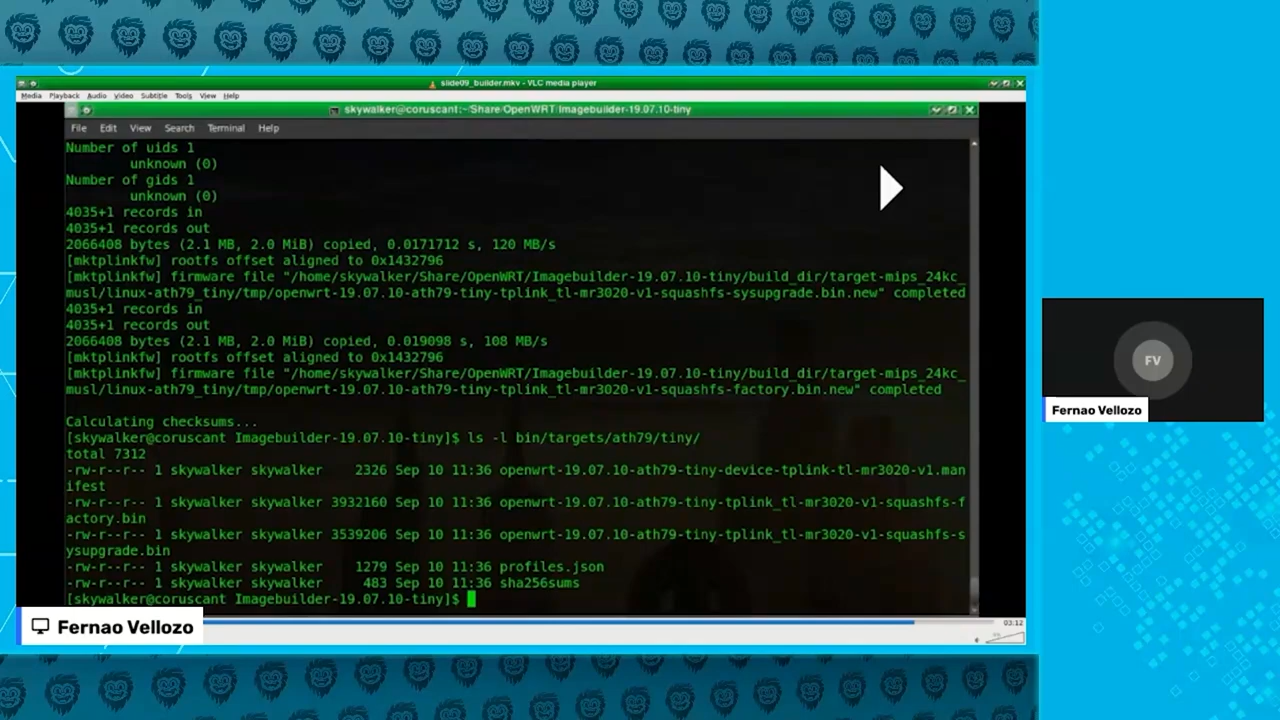 slide09_builder.mkv - VLC media player
Media Playback Audio Video Subtitle Tools View Help
skywalker@coruscant:~/Share/OpenWRT/Imagebuilder-19.07.10-tiny
File Edit View Search Terminal Help
Number of uids 1
unknown (0)
Number of gids 1
unknown (0)
4035+1 records in
4035+1 records out
2066408 bytes (2.1 MB, 2.0 MiB) copied, 0.0171712 s, 120 MB/s
[mktplinkfw] rootfs offset aligned to 0x1432796
[mktplinkfw] firmware file "/home/skywalker/Share/OpenWRT/Imagebuilder-19.07.10-tiny/build_dir/target-mips_24kc_
musl/linux-ath79_tiny/tmp/openwrt-19.07.10-ath79-tiny-tplink_tl-mr3020-v1-squashfs-sysupgrade.bin.new" completed
4035+1 records in
4035+1 records out
2066408 bytes (2.1 MB, 2.0 MiB) copied, 0.019098 s, 108 MB/s
[mktplinkfw] rootfs offset aligned to 0x1432796
[mktplinkfw] firmware file "/home/skywalker/Share/OpenWRT/Imagebuilder-19.07.10-tiny/build_dir/target-mips_24kc_
musl/linux-ath79_tiny/tmp/openwrt-19.07.10-ath79-tiny-tplink_tl-mr3020-v1-squashfs-factory.bin.new" completed
Calculating checksums...
[skywalker@coruscant Imagebuilder-19.07.10-tiny]$ ls -l bin/targets/ath79/tiny/
total 7312
-rw-r--r-- 1 skywalker skywalker 2326 Sep 10 11:36 openwrt-19.07.10-ath79-tiny-device-tplink-tl-mr3020-v1.man
ifest
-rw-r--r-- 1 skywalker skywalker 3932160 Sep 10 11:36 openwrt-19.07.10-ath79-tiny-tplink_tl-mr3020-v1-squashfs-f
actory.bin
-rw-r--r-- 1 skywalker skywalker 3539206 Sep 10 11:36 openwrt-19.07.10-ath79-tiny-tplink_tl-mr3020-v1-squashfs-s
ysupgrade.bin
-rw-r--r-- 1 skywalker skywalker 1279 Sep 10 11:36 profiles.json
-rw-r--r-- 1 skywalker skywalker 483 Sep 10 11:36 sha256sums
[skywalker@coruscant Imagebuilder-19.07.10-tiny]$
03:12
Fernao Vellozo
FV
Fernao Vellozo